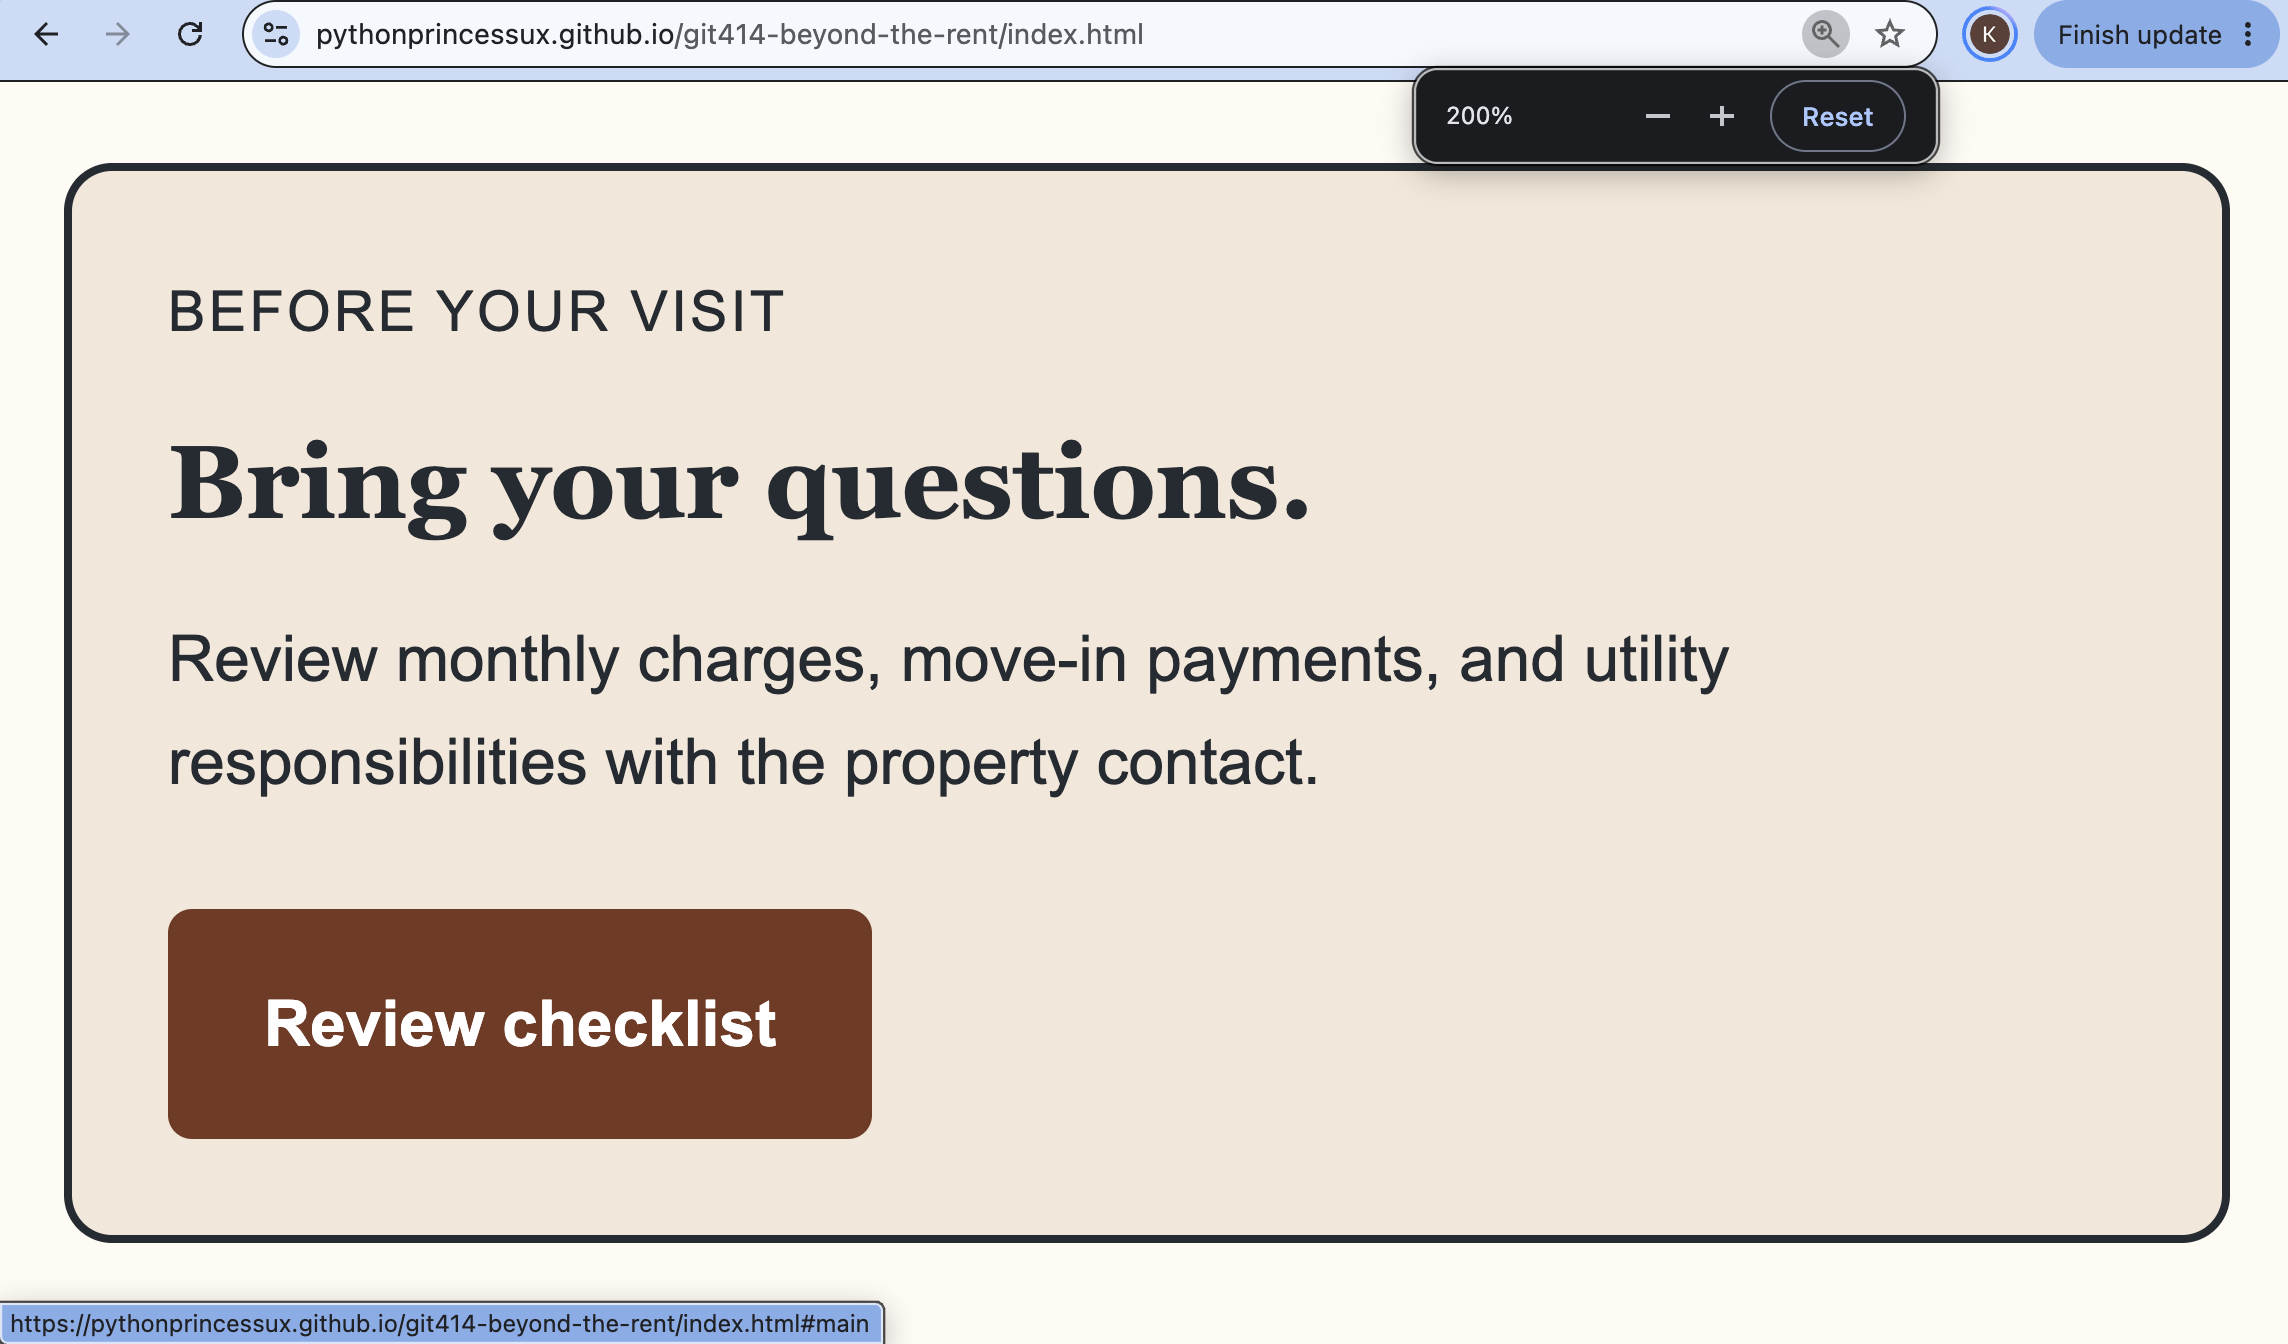 pythonprincessux.github.io/git414-beyond-the-rent/index.html
K
Finish update
200%
Reset
BEFORE YOUR VISIT
Bring your questions.
Review monthly charges, move-in payments, and utility
responsibilities with the property contact.
Review checklist
https://pythonprincessux.github.io/git414-beyond-the-rent/index.html#main